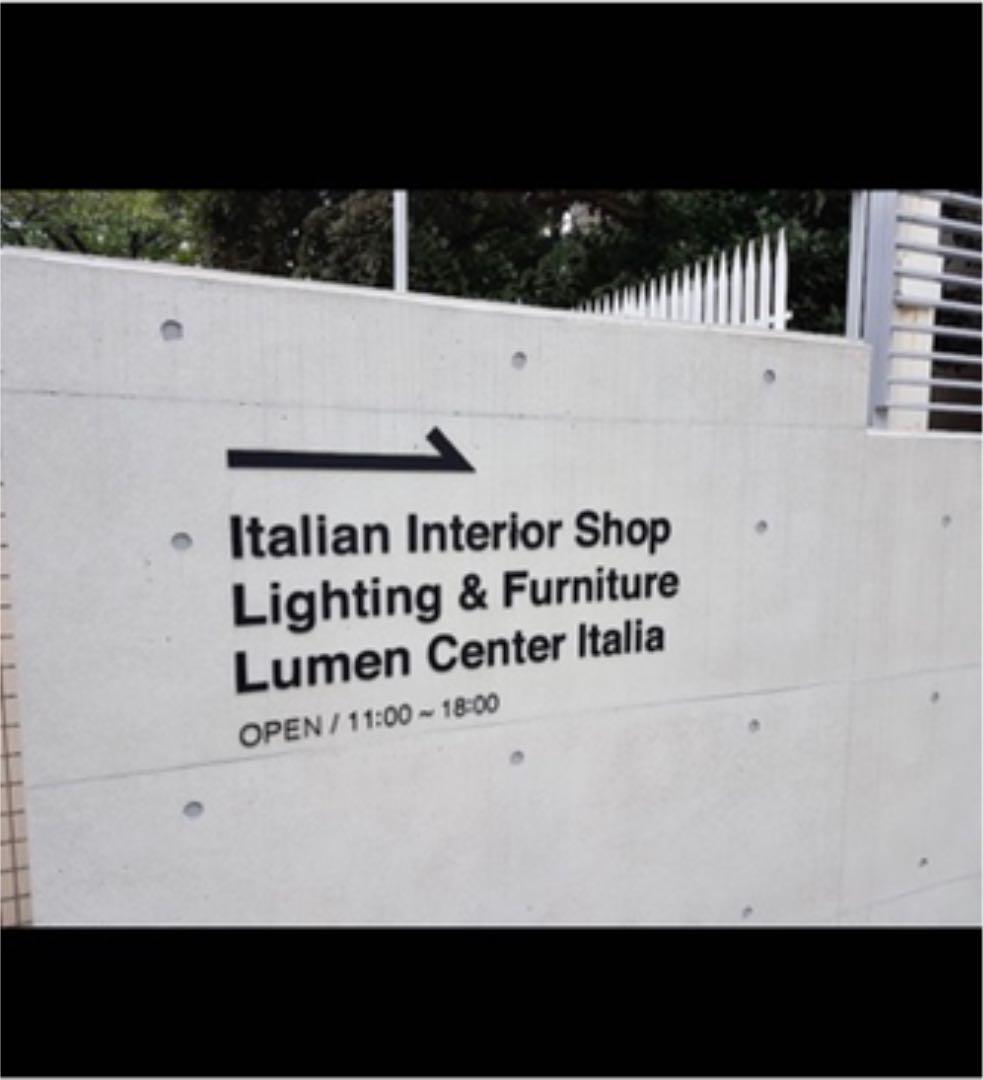 Italian Interior Shop
Lighting & Furniture
Lumen Center Italia
OPEN / 11:00 ~ 18:00